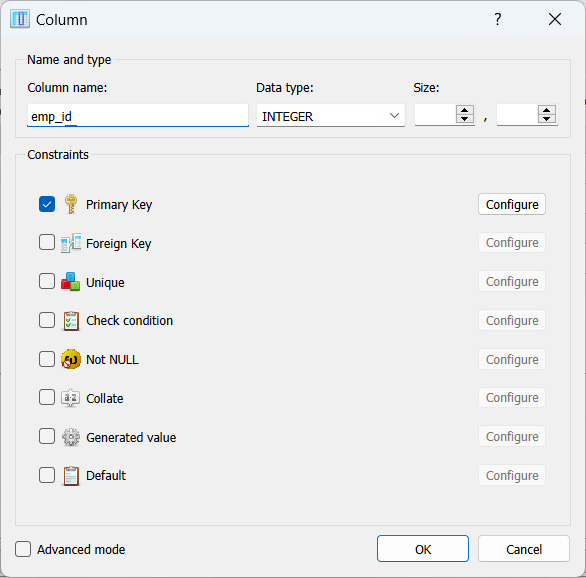 Column
?
Name and type
Column name: Data type: Size:
emp_id INTEGER ,
Constraints
Primary Key Configure
Foreign Key Configure
Unique Configure
Check condition Configure
Not NULL Configure
a-z Collate Configure
Generated value Configure
Default Configure
Advanced mode OK Cancel